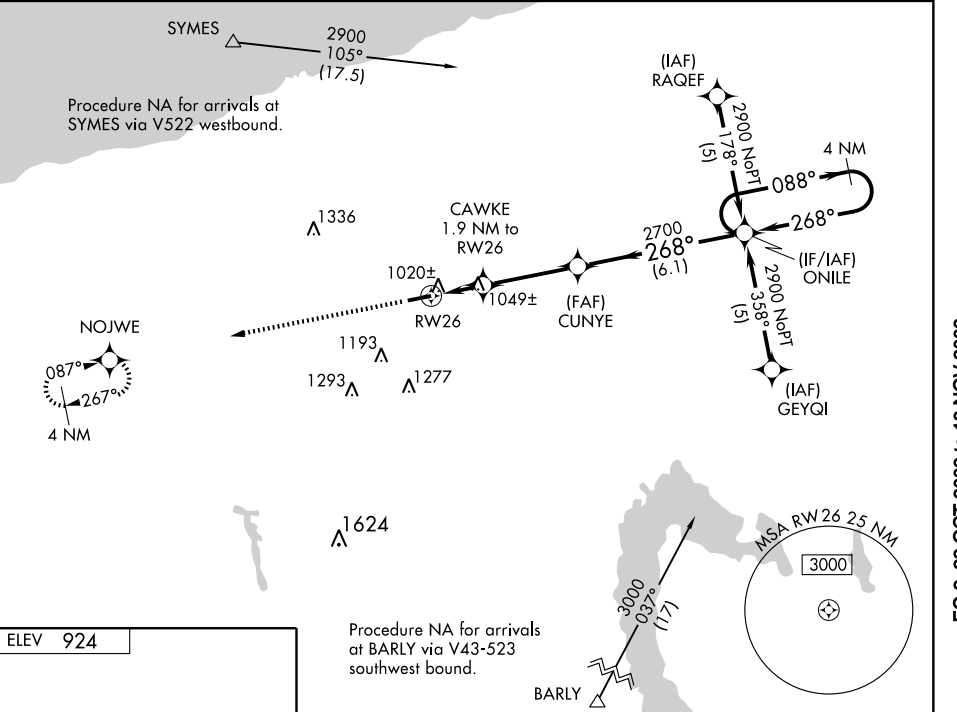 SYMES
2900
105°
(17.5)
Procedure NA for arrivals at
SYMES via V522 westbound.
(IAF)
RAQEF
2900 NoPT
178°
(5)
4 NM
088°
268°
1336
CAWKE
1.9 NM to
RW26
2700
268°
(6.1)
(IF/IAF)
ONILE
1020±
1049±
RW26
(FAF)
CUNYE
2900 NoPT
358°
(5)
NOJWE
087°
267°
4 NM
1193
1293
1277
(IAF)
GEYQI
1624
MSA RW26 25 NM
3000
3000
037°
(17)
ELEV 924
Procedure NA for arrivals
at BARLY via V43-523
southwest bound.
BARLY